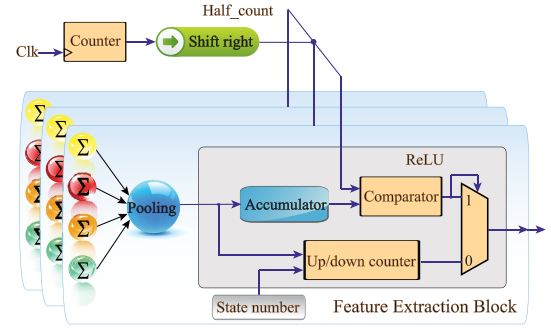 Half_count
Clk
Counter
Shift right
Σ Σ Σ
Σ Σ Σ
Σ Σ Σ
Σ Σ Σ
Pooling
ReLU
Accumulator
Comparator
1
Up/down counter
0
State number
Feature Extraction Block